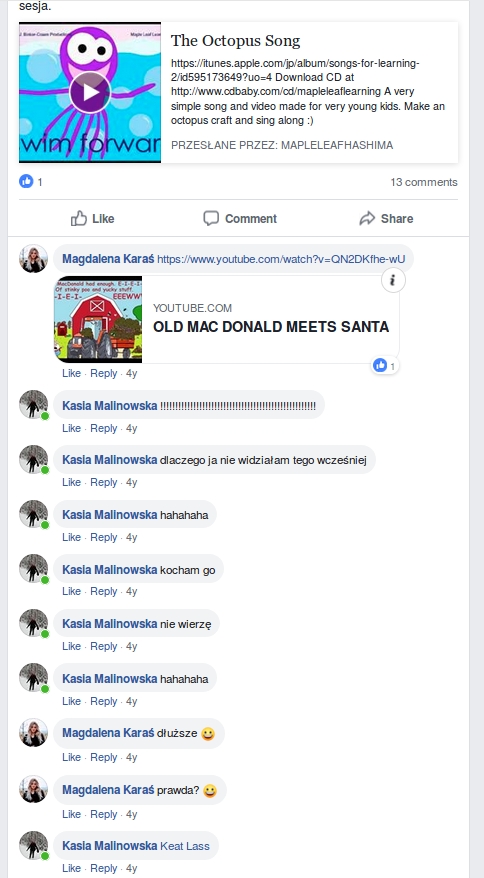 sesja.
J. Binton-Cream Production
Maple Leaf Lear
wim forwar
The Octopus Song
https://itunes.apple.com/jp/album/songs-for-learning-
2/id595173649?uo=4 Download CD at
http://www.cdbaby.com/cd/mapleleaflearning A very
simple song and video made for very young kids. Make an
octopus craft and sing along :)
PRZESŁANE PRZEZ: MAPLELEAFHASHIMA
1
13 comments
Like Comment Share
Magdalena Karaś https://www.youtube.com/watch?v=QN2DKfhe-wU
MacDonald had enough. E-I-E-I-
Of stinky poo and yucky stuff.
-I-E-I-
EEEWW
YOUTUBE.COM
OLD MAC DONALD MEETS SANTA
i
1
Like · Reply · 4y
Kasia Malinowska !!!!!!!!!!!!!!!!!!!!!!!!!!!!!!!!!!!!!!!!!!!!!!!!!!!!
Like · Reply · 4y
Kasia Malinowska dlaczego ja nie widziałam tego wcześniej
Like · Reply · 4y
Kasia Malinowska hahahaha
Like · Reply · 4y
Kasia Malinowska kocham go
Like · Reply · 4y
Kasia Malinowska nie wierzę
Like · Reply · 4y
Kasia Malinowska hahahaha
Like · Reply · 4y
Magdalena Karaś dłuższe 😀
Like · Reply · 4y
Magdalena Karaś prawda? 😀
Like · Reply · 4y
Kasia Malinowska Keat Lass
Like · Reply · 4y